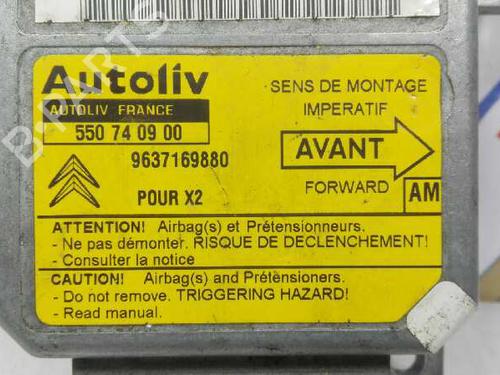 B-PARTS
Autoliv
AUTOLIV FRANCE
550 74 09 00
9637169880
POUR X2
SENS DE MONTAGE
IMPERATIF
AVANT
FORWARD
AM
ATTENTION! Airbag(s) et Prétensionneurs.
- Ne pas démonter. RISQUE DE DECLENCHEMENT!
- Consulter la notice
CAUTION! Airbag(s) and Prétènsioners.
- Do not remove. TRIGGERING HAZARD!
- Read manual.